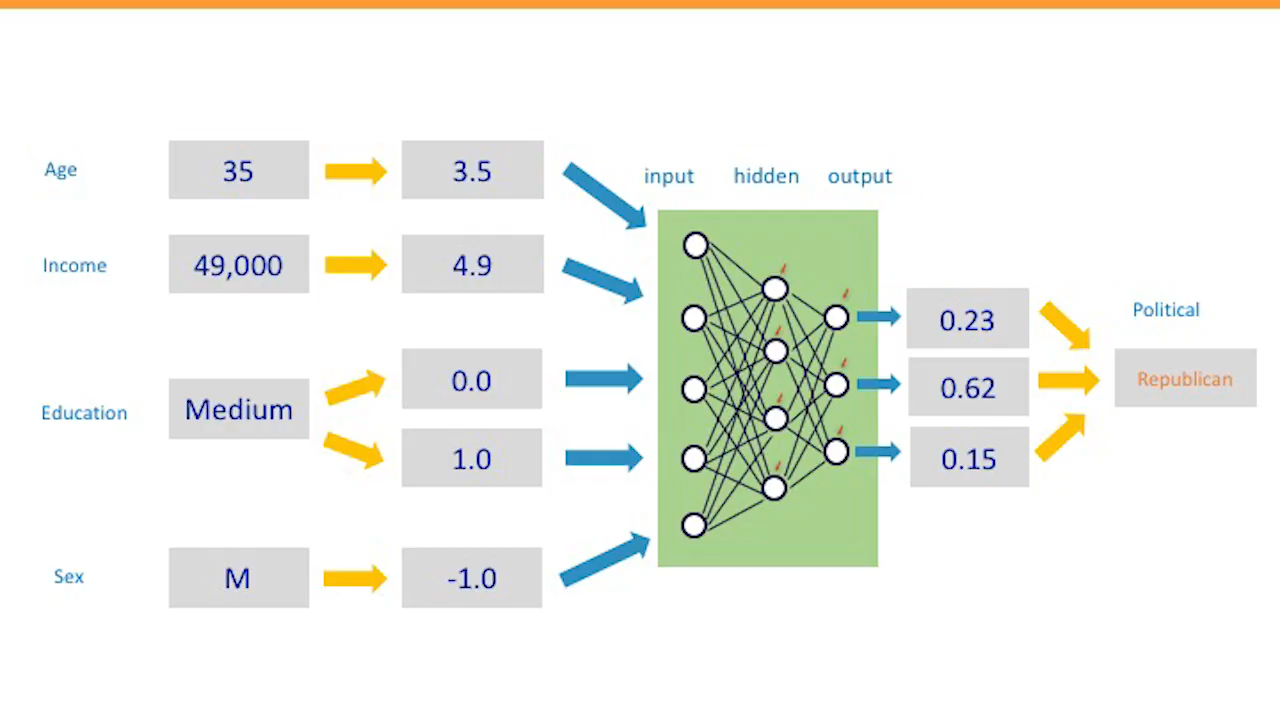 Age
35
3.5
input
hidden
output
Income
49,000
4.9
0.23
Political
0.62
Republican
0.0
Education
Medium
1.0
0.15
Sex
M
-1.0